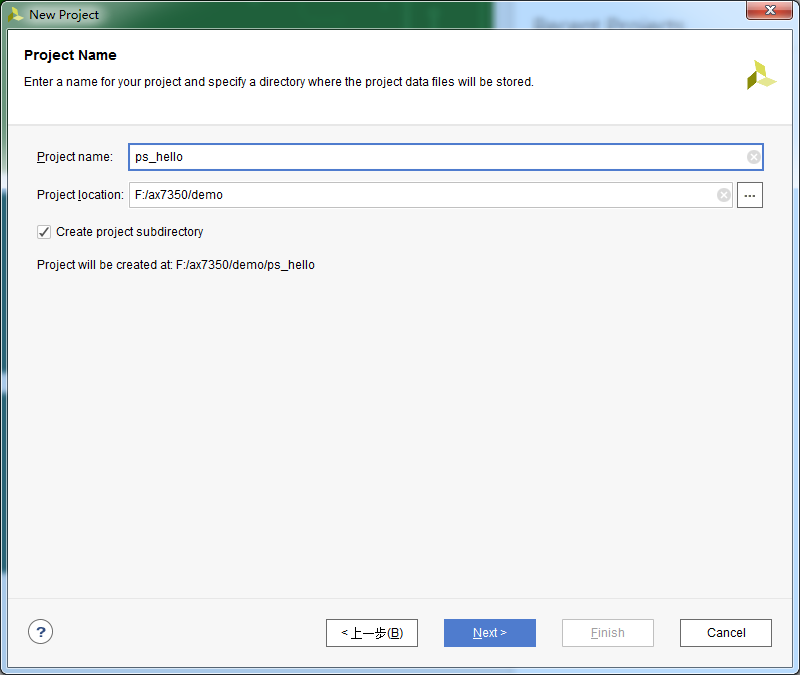 New Project
Recent Projects
Project Name
Enter a name for your project and specify a directory where the project data files will be stored.
Project name: ps_hello
Project location: F:/ax7350/demo ...
Create project subdirectory
Project will be created at: F:/ax7350/demo/ps_hello
? < 上一步(B) Next > Finish Cancel